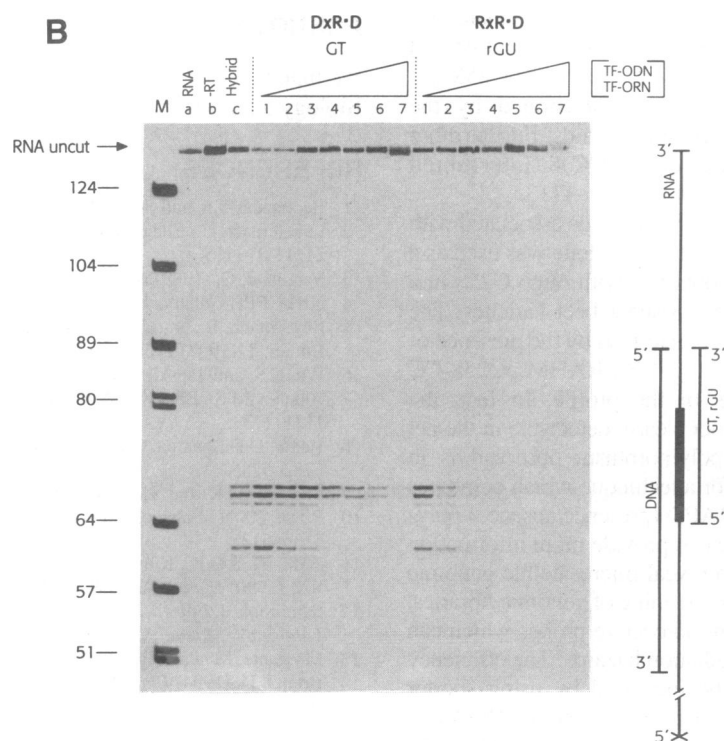 B
DxR·D RxR·D
GT rGU
TF-ODN
TF-ORN
RNA -RT Hybrid
M a b c 1 2 3 4 5 6 7 1 2 3 4 5 6 7
RNA uncut
3´
RNA
124
104
89
5´ 3´
80
GT, rGU
DNA
64
5´
57
51
3´
5´